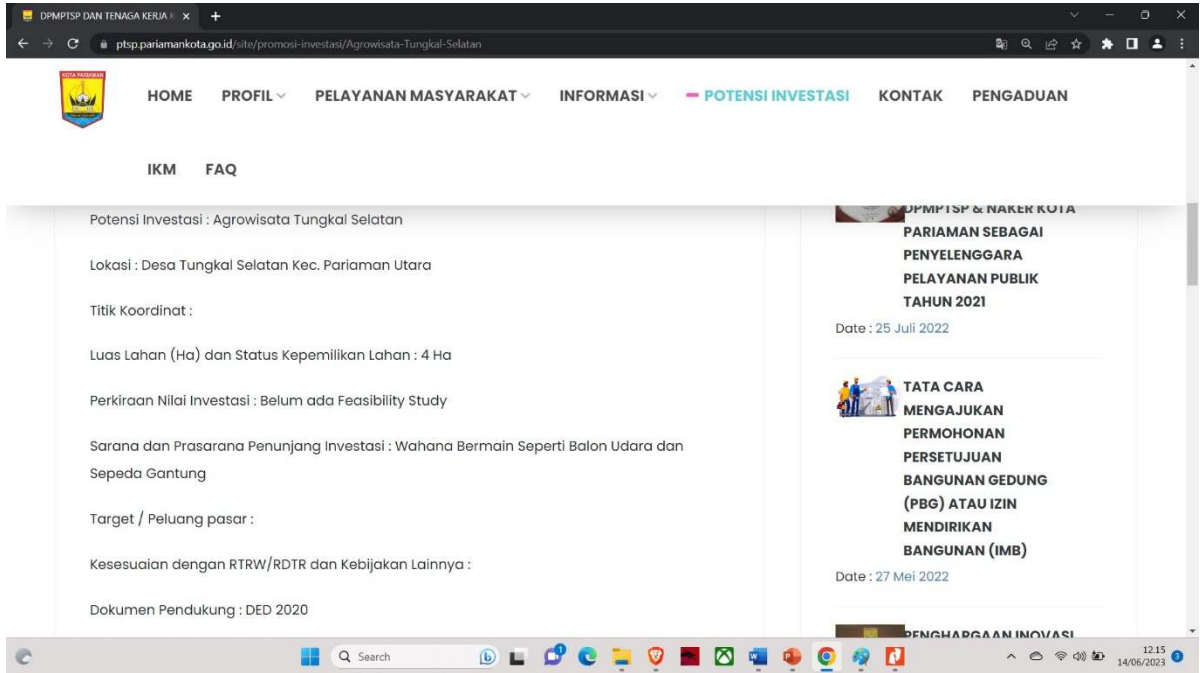 DPMPTSP DAN TENAGA KERJA K
ptsp.pariamankota.go.id/site/promosi-investasi/Agrowisata-Tungkal-Selatan
KOTA PARIAMAN
HOME PROFIL PELAYANAN MASYARAKAT INFORMASI POTENSI INVESTASI KONTAK PENGADUAN
IKM FAQ
Potensi Investasi : Agrowisata Tungkal Selatan
Lokasi : Desa Tungkal Selatan Kec. Pariaman Utara
Titik Koordinat :
Luas Lahan (Ha) dan Status Kepemilikan Lahan : 4 Ha
Perkiraan Nilai Investasi : Belum ada Feasibility Study
Sarana dan Prasarana Penunjang Investasi : Wahana Bermain Seperti Balon Udara dan
Sepeda Gantung
Target / Peluang pasar :
Kesesuaian dengan RTRW/RDTR dan Kebijakan Lainnya :
Dokumen Pendukung : DED 2020
DPMPTSP & NAKER KOTA
PARIAMAN SEBAGAI
PENYELENGGARA
PELAYANAN PUBLIK
TAHUN 2021
Date : 25 Juli 2022
TATA CARA
MENGAJUKAN
PERMOHONAN
PERSETUJUAN
BANGUNAN GEDUNG
(PBG) ATAU IZIN
MENDIRIKAN
BANGUNAN (IMB)
Date : 27 Mei 2022
PENGHARGAAN INOVASI
Search
12.15
14/06/2023